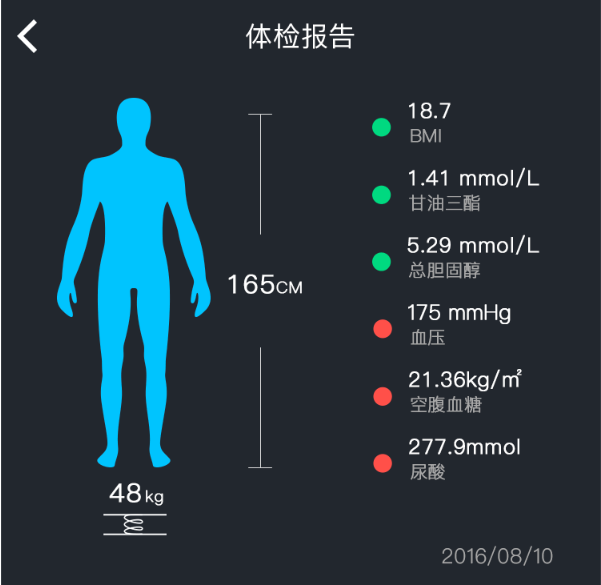 体检报告
18.7
BMI
1.41 mmol/L
甘油三酯
5.29 mmol/L
总胆固醇
165CM
175 mmHg
血压
21.36kg/㎡
空腹血糖
277.9mmol
尿酸
48kg
2016/08/10